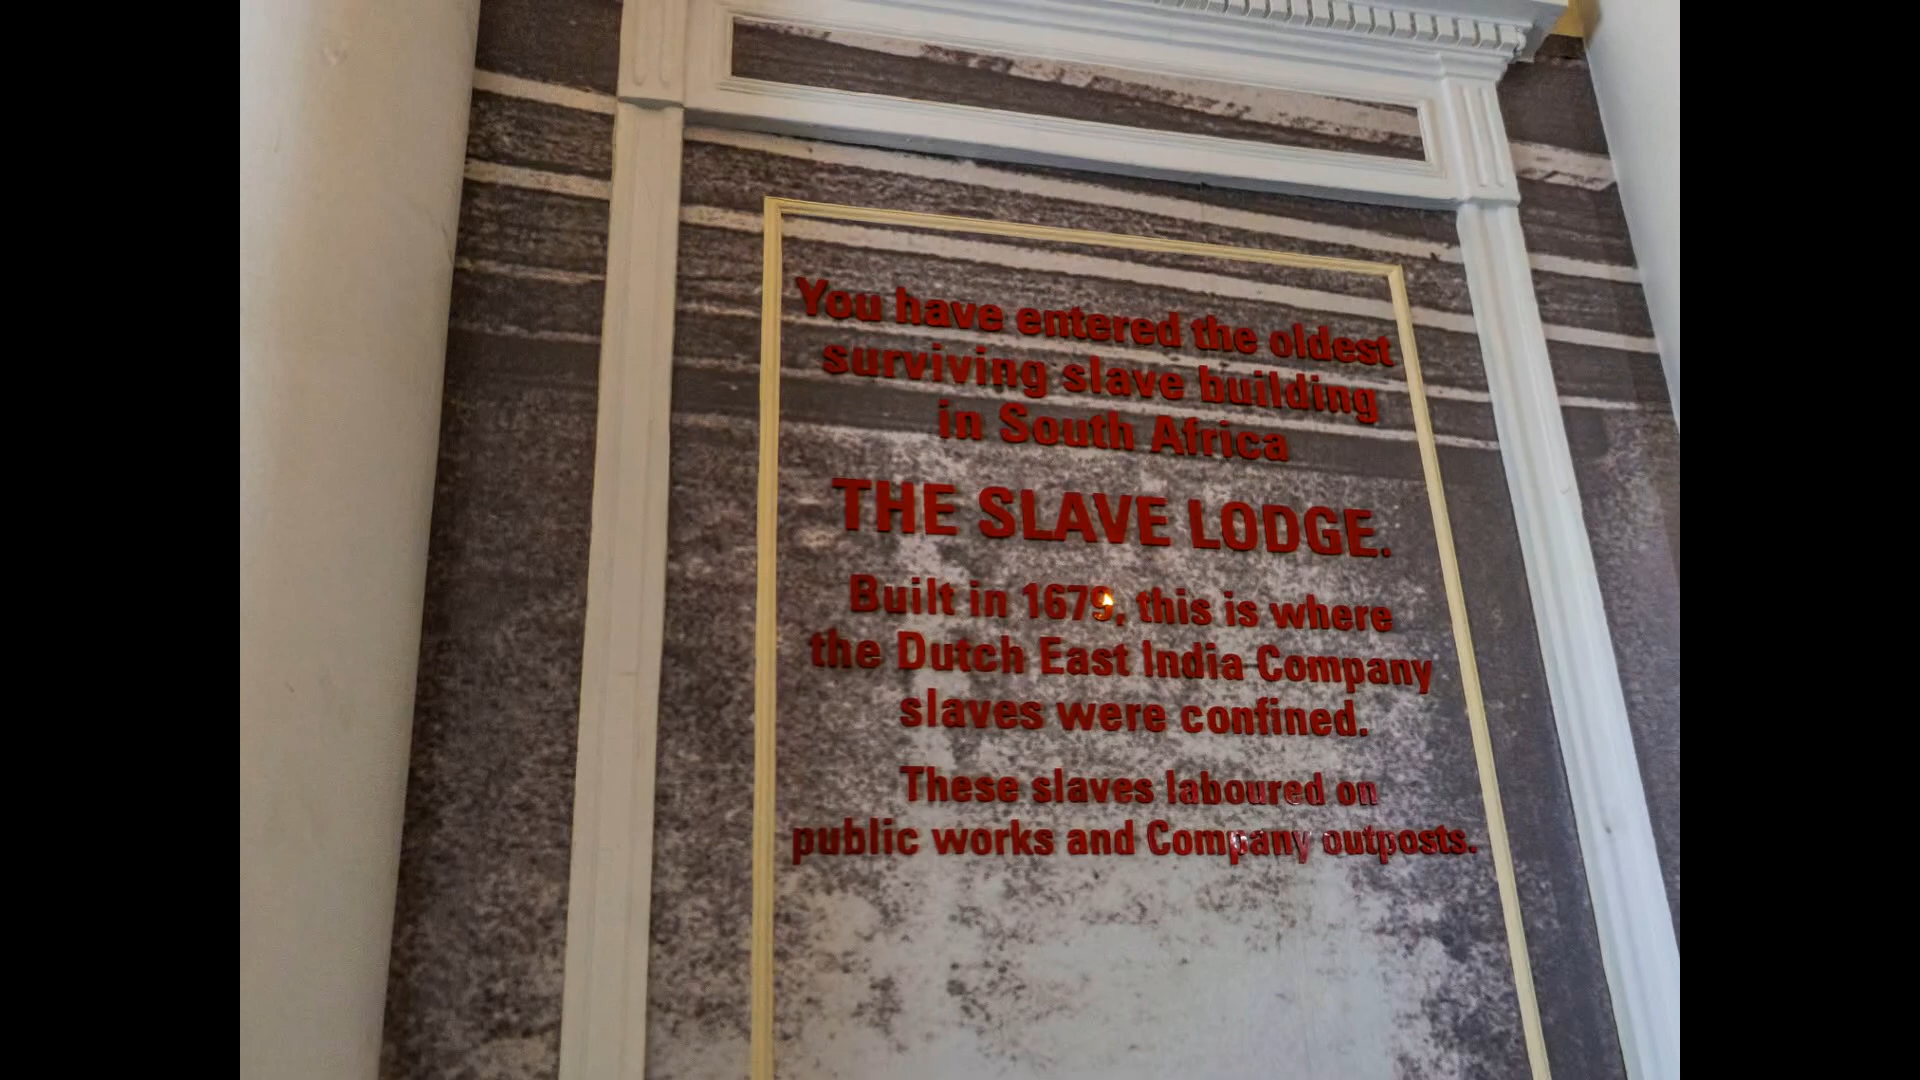 You have entered the oldest
surviving slave building
in South Africa
THE SLAVE LODGE.
Built in 1679, this is where
the Dutch East India Company
slaves were confined.
These slaves laboured on
public works and Company outposts.